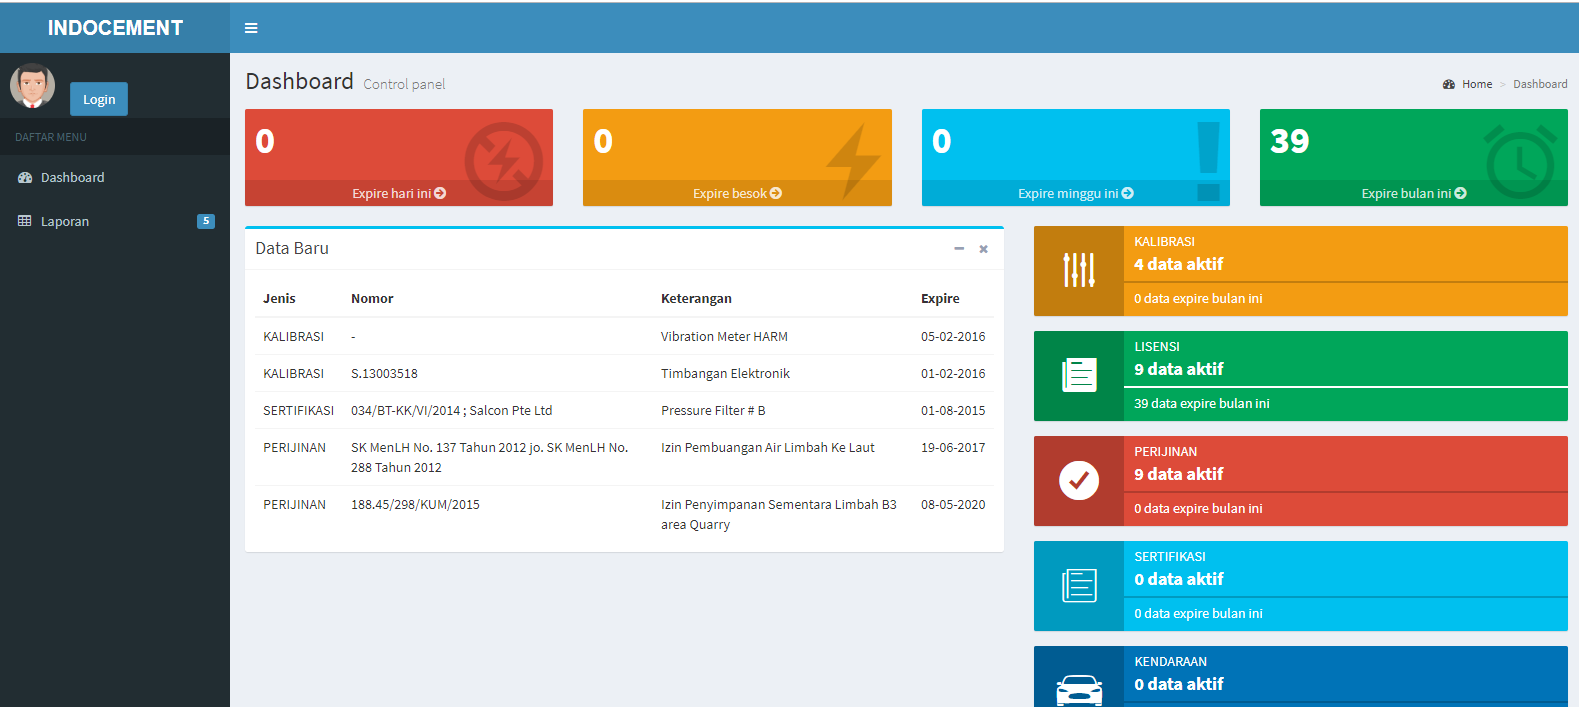 INDOCEMENT
Login
DAFTAR MENU
Dashboard
Laporan 5
Dashboard Control panel
Home > Dashboard
0
Expire hari ini
0
Expire besok
0
Expire minggu ini
39
Expire bulan ini
Data Baru
Jenis Nomor Keterangan Expire
KALIBRASI - Vibration Meter HARM 05-02-2016
KALIBRASI S.13003518 Timbangan Elektronik 01-02-2016
SERTIFIKASI 034/BT-KK/VI/2014 ; Salcon Pte Ltd Pressure Filter # B 01-08-2015
PERIJINAN SK MenLH No. 137 Tahun 2012 jo. SK MenLH No. Izin Pembuangan Air Limbah Ke Laut 19-06-2017
288 Tahun 2012
PERIJINAN 188.45/298/KUM/2015 Izin Penyimpanan Sementara Limbah B3 08-05-2020
area Quarry
KALIBRASI
4 data aktif
0 data expire bulan ini
LISENSI
9 data aktif
39 data expire bulan ini
PERIJINAN
9 data aktif
0 data expire bulan ini
SERTIFIKASI
0 data aktif
0 data expire bulan ini
KENDARAAN
0 data aktif